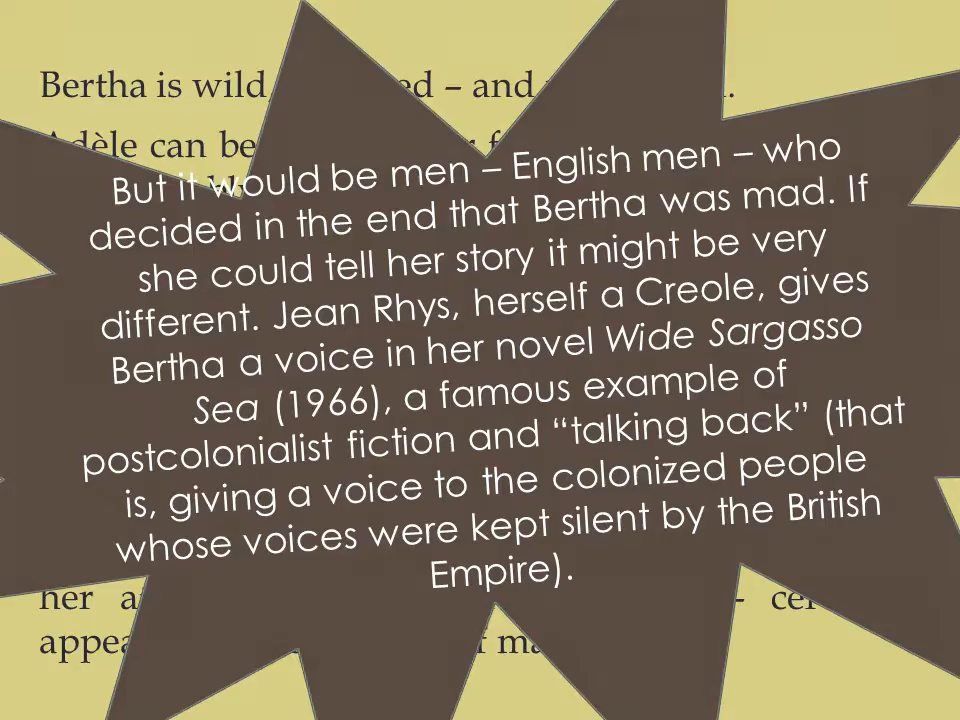 Bertha is wild, ed – and
Adèle can be
But it would be men – English men – who
decided in the end that Bertha was mad. If
she could tell her story it might be very
different. Jean Rhys, herself a Creole, gives
Bertha a voice in her novel Wide Sargasso
Sea (1966), a famous example of
postcolonialist fiction and “talking back” (that
is, giving a voice to the colonized people
whose voices were kept silent by the British
Empire).
her